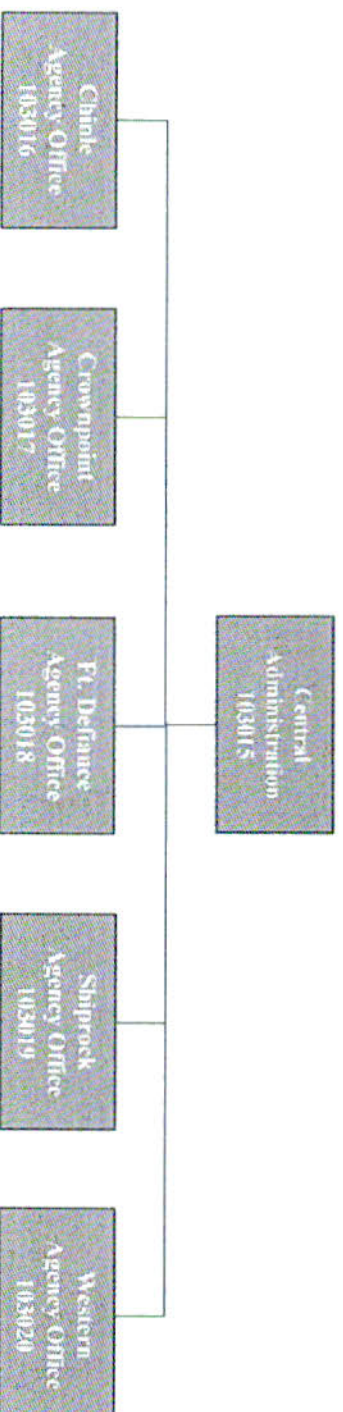 Central
Administration
103015
Chinle
Agency Office
103016
Crownpoint
Agency Office
103017
Ft. Defiance
Agency Office
103018
Shiprock
Agency Office
103019
Western
Agency Office
103020